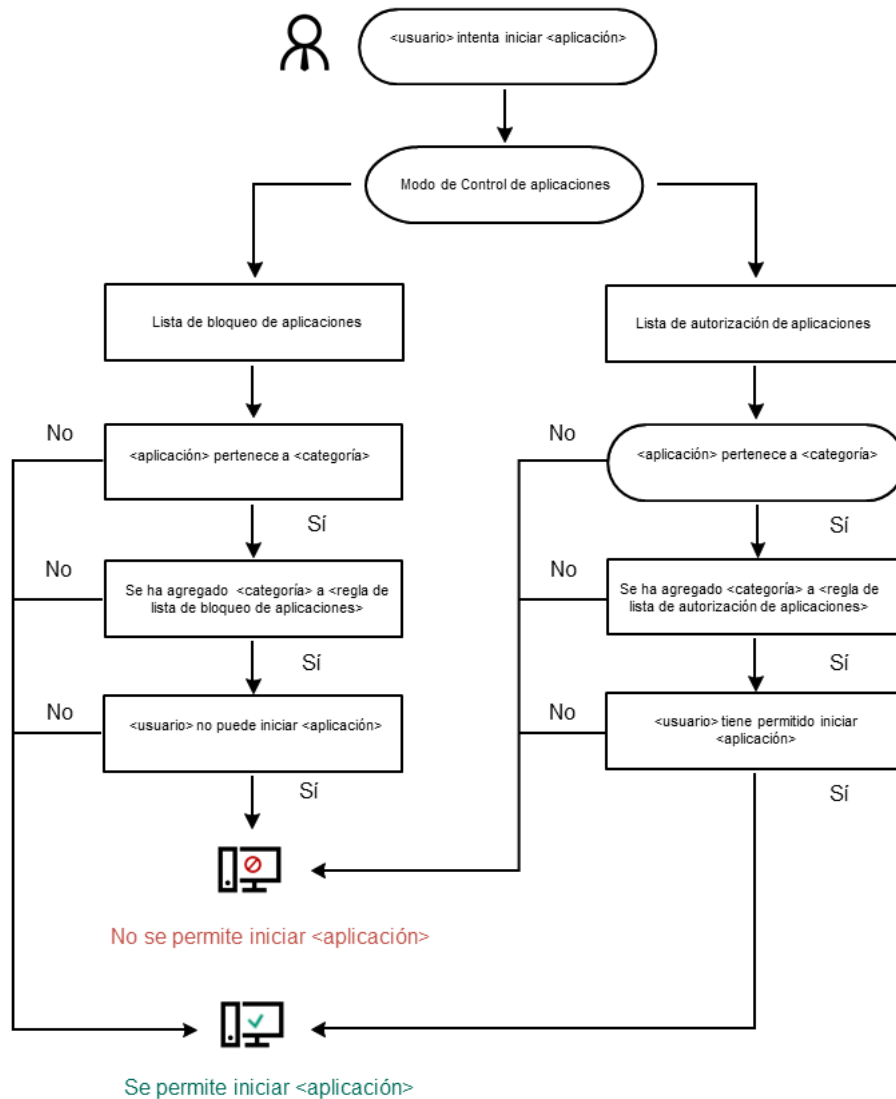 <usuario> intenta iniciar <aplicación>
Modo de Control de aplicaciones
Lista de bloqueo de aplicaciones
Lista de autorización de aplicaciones
No
<aplicación> pertenece a <categoría>
No
<aplicación> pertenece a <categoría>
Sí
Sí
No
Se ha agregado <categoría> a <regla de
lista de bloqueo de aplicaciones>
No
Se ha agregado <categoría> a <regla de
lista de autorización de aplicaciones>
Sí
Sí
No
<usuario> no puede iniciar <aplicación>
No
<usuario> tiene permitido iniciar
<aplicación>
Sí
Sí
No se permite iniciar <aplicación>
Se permite iniciar <aplicación>